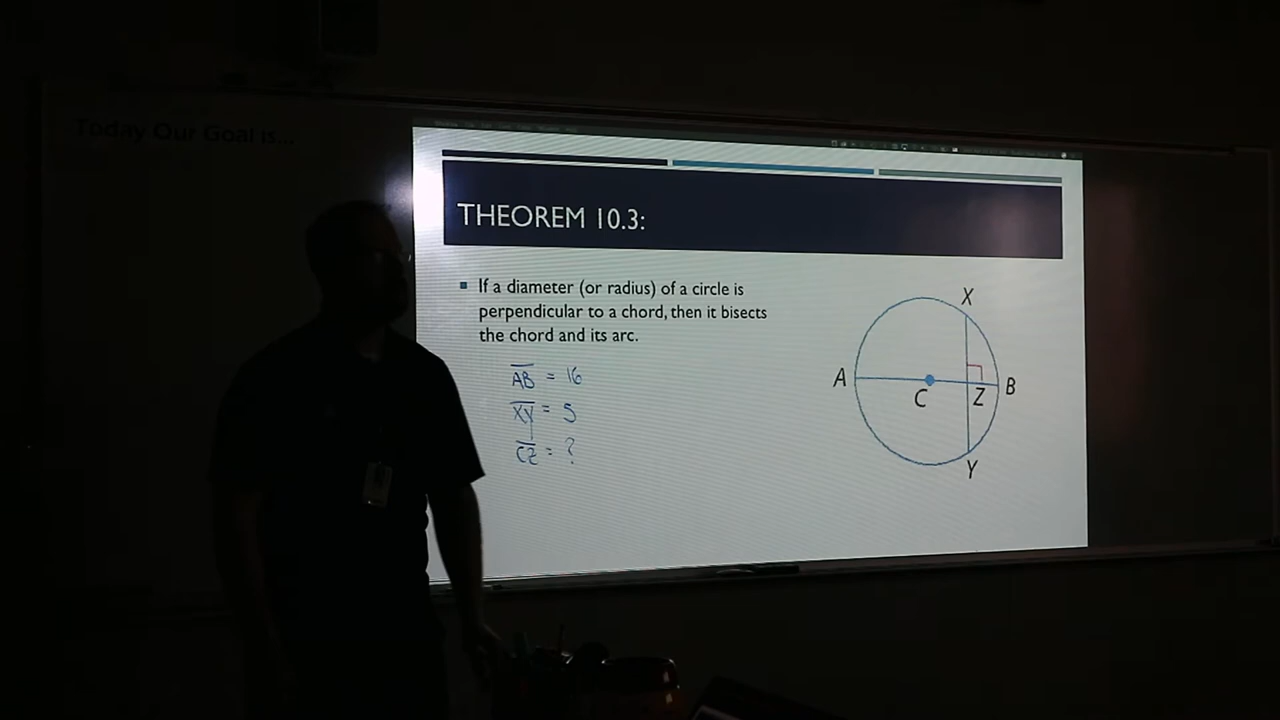 Today Our Goal is...
THEOREM 10.3:
If a diameter (or radius) of a circle is
perpendicular to a chord, then it bisects
the chord and its arc.
AB = 16
XY = 5
CZ = ?
X
A
C
Z
B
Y